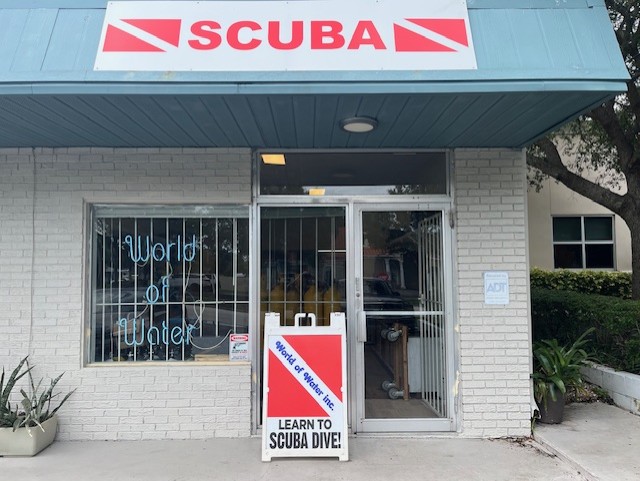 SCUBA
World
of
Water
World of Water inc.
LEARN TO
SCUBA DIVE!
ADT